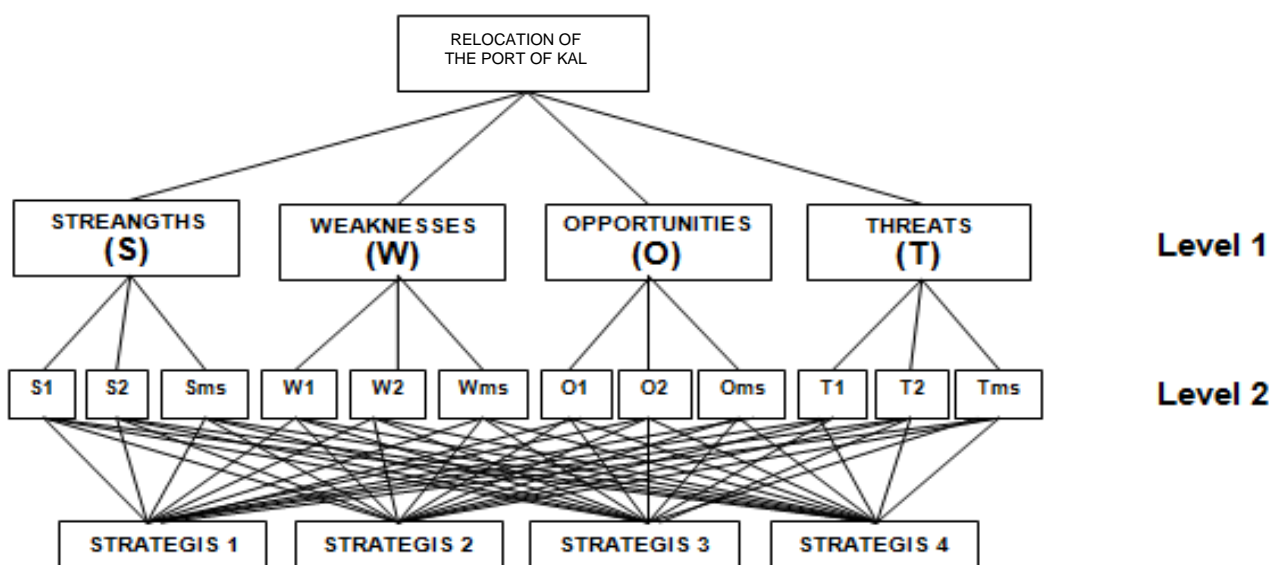 RELOCATION OF
THE PORT OF KAL
STREANGTHS
(S)
WEAKNESSES
(W)
OPPORTUNITIES
(O)
THREATS
(T)
Level 1
S1 S2 Sms W1 W2 Wms O1 O2 Oms T1 T2 Tms
Level 2
STRATEGIS 1 STRATEGIS 2 STRATEGIS 3 STRATEGIS 4